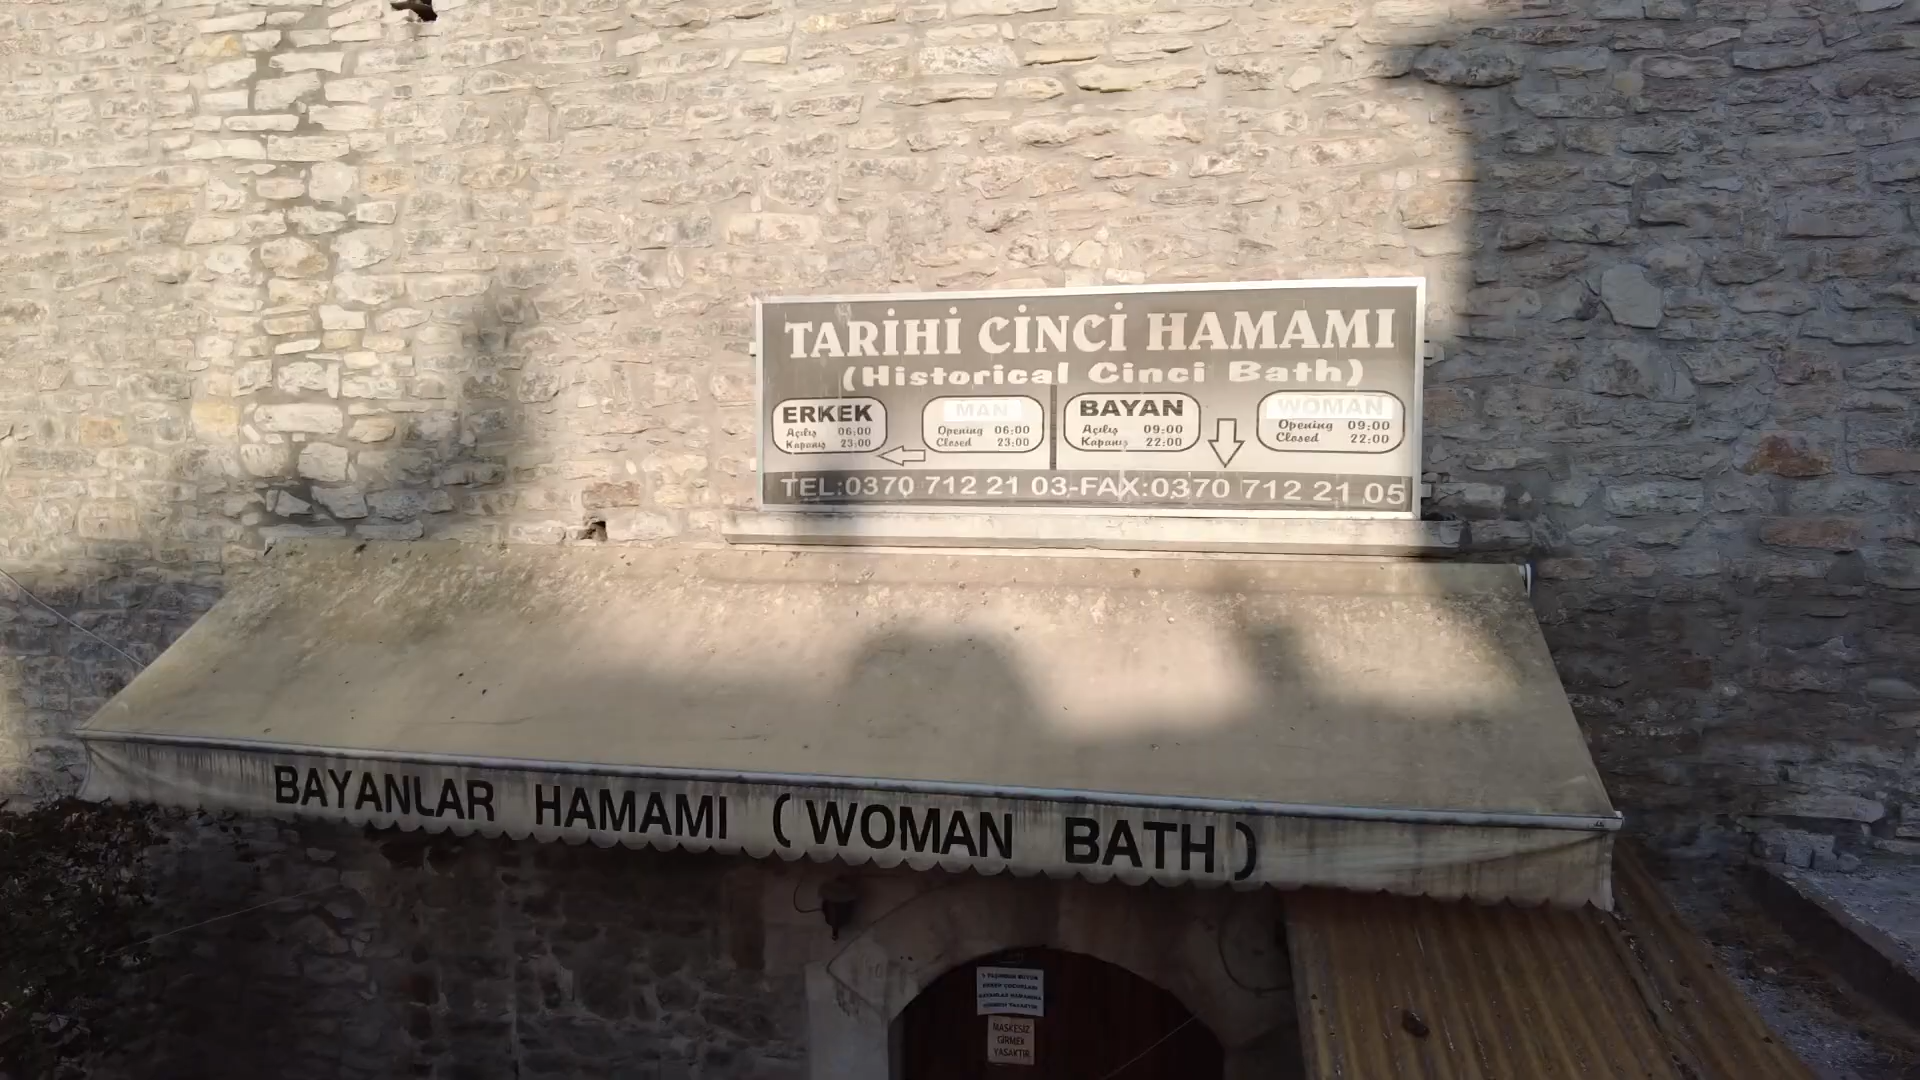 TARİHİ CİNCİ HAMAMI
(Historical Cinci Bath)
ERKEK
Açılış 06:00
Kapanış 23:00
MAN
Opening 06:00
Closed 23:00
BAYAN
Açılış 09:00
Kapanış 22:00
WOMAN
Opening 09:00
Closed 22:00
TEL:0370 712 21 03-FAX:0370 712 21 05
BAYANLAR HAMAMI (WOMAN BATH)
ERKEK ÇOCUKLARI
MASKESİZ
GİRMEK
YASAKTIR